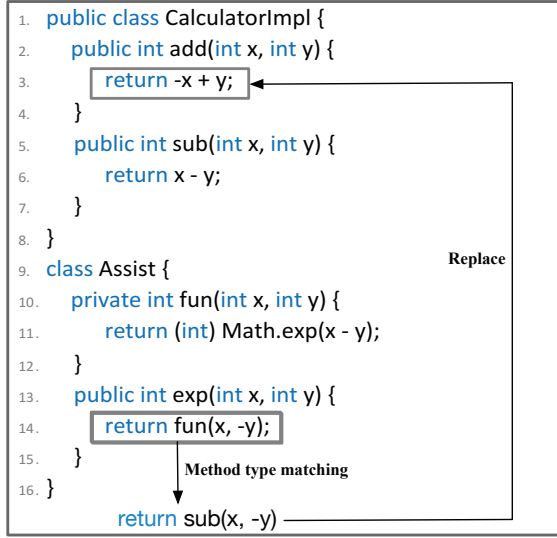 1. public class CalculatorImpl {
2. public int add(int x, int y) {
3. return -x + y;
4. }
5. public int sub(int x, int y) {
6. return x - y;
7. }
8. }
9. class Assist {
Replace
10. private int fun(int x, int y) {
11. return (int) Math.exp(x - y);
12. }
13. public int exp(int x, int y) {
14. return fun(x, -y);
15. }
Method type matching
16. }
return sub(x, -y)